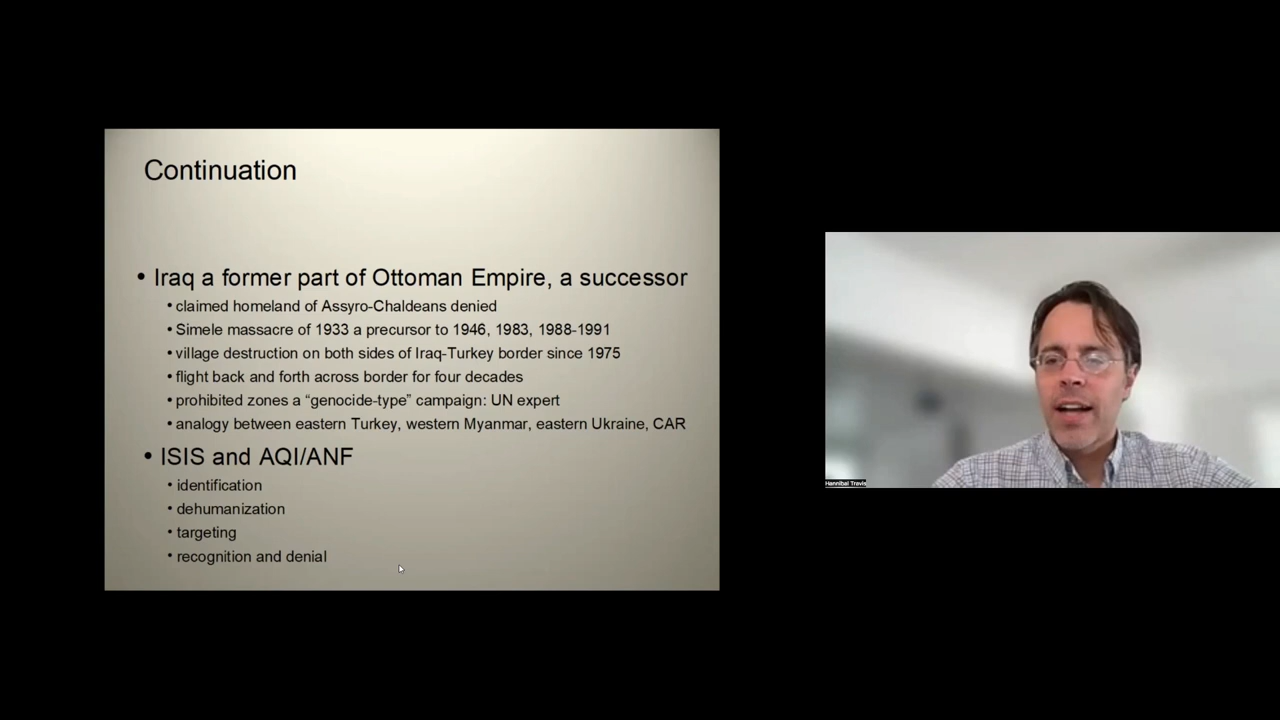 Continuation
• Iraq a former part of Ottoman Empire, a successor
• claimed homeland of Assyro-Chaldeans denied
• Simele massacre of 1933 a precursor to 1946, 1983, 1988-1991
• village destruction on both sides of Iraq-Turkey border since 1975
• flight back and forth across border for four decades
• prohibited zones a “genocide-type” campaign: UN expert
• analogy between eastern Turkey, western Myanmar, eastern Ukraine, CAR
• ISIS and AQI/ANF
• identification
• dehumanization
• targeting
• recognition and denial
Hannibal Travis